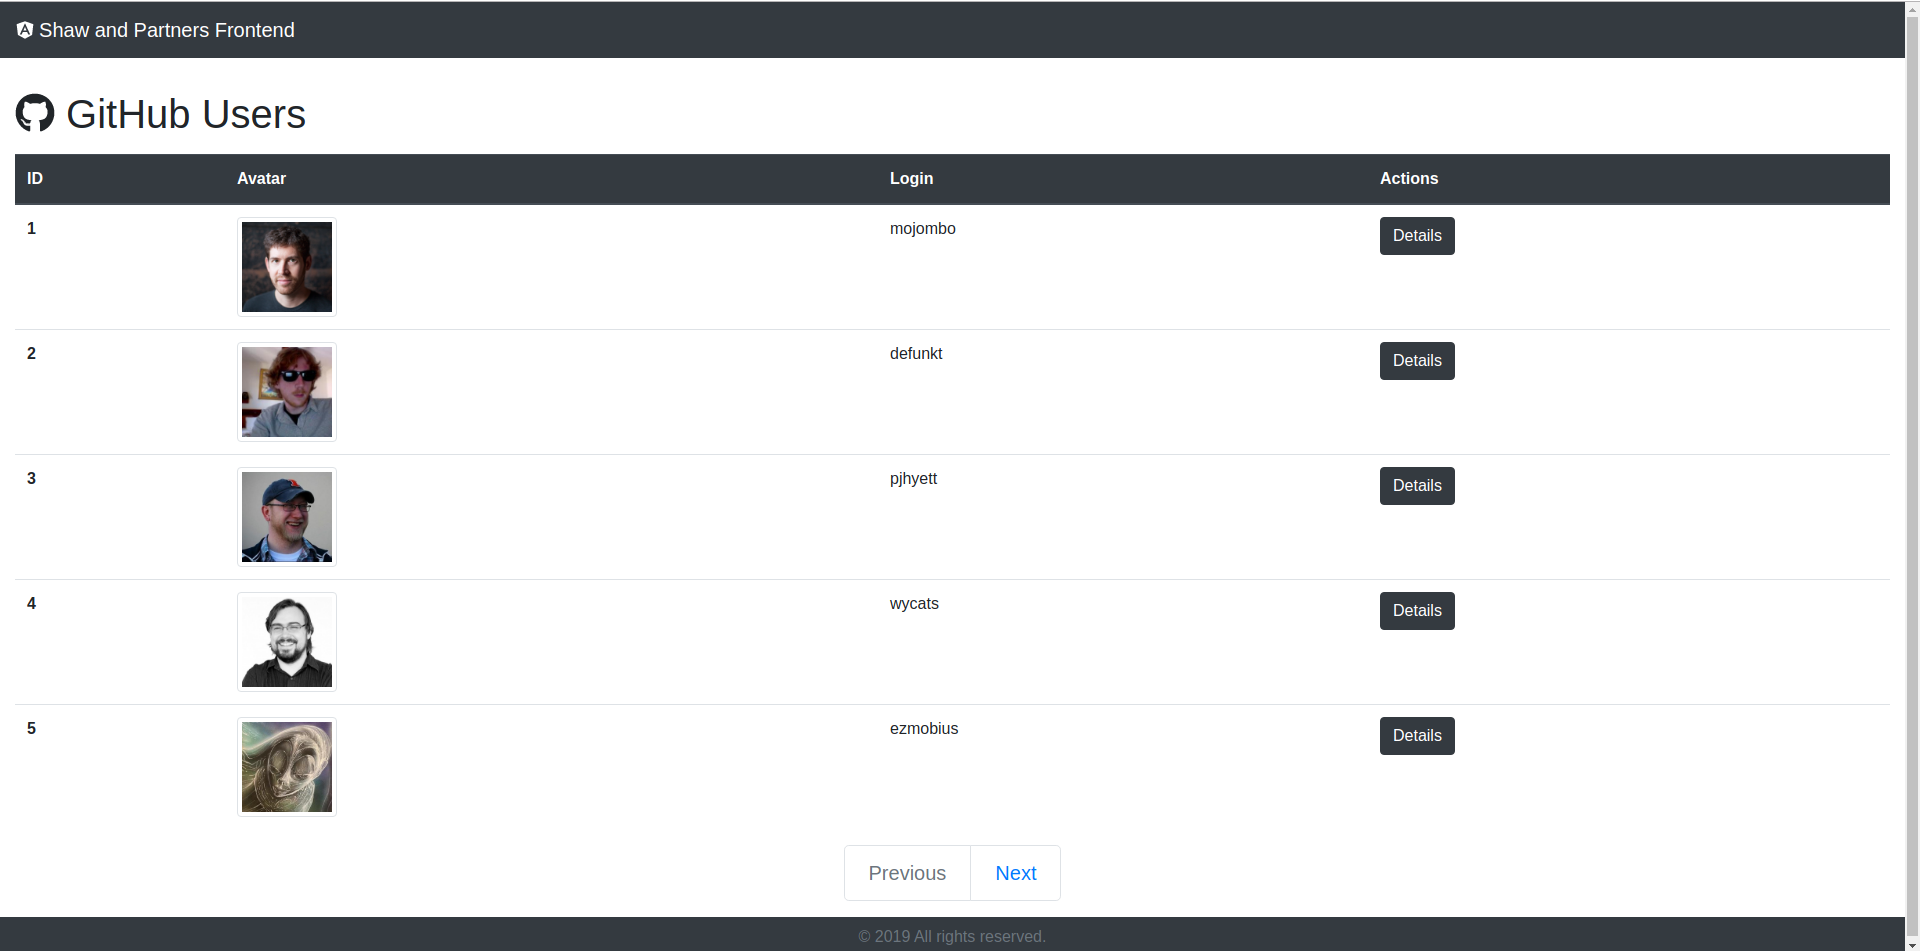 Shaw and Partners Frontend
GitHub Users
ID Avatar Login Actions
1 mojombo Details
2 defunkt Details
3 pjhyett Details
4 wycats Details
5 ezmobius Details
Previous Next
© 2019 All rights reserved.